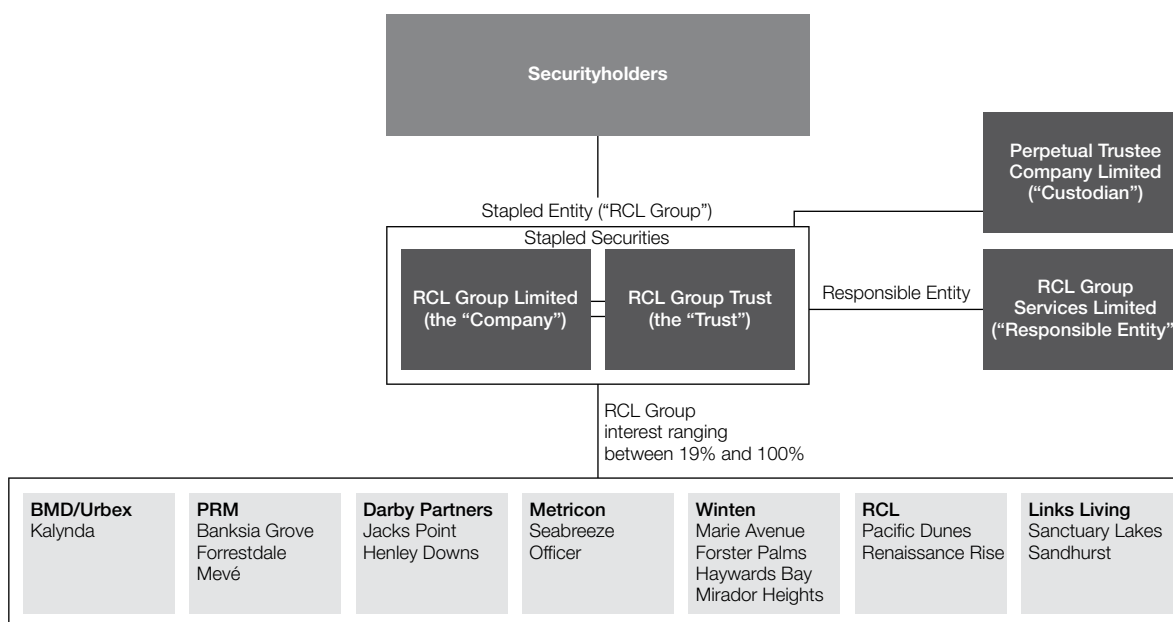 Securityholders
Perpetual Trustee
Company Limited
(“Custodian”)
Stapled Entity (“RCL Group”)
Stapled Securities
RCL Group Limited
(the “Company”)
RCL Group Trust
(the “Trust”)
Responsible Entity
RCL Group
Services Limited
(“Responsible Entity”
RCL Group
interest ranging
between 19% and 100%
BMD/Urbex
Kalynda
PRM
Banksia Grove
Forrestdale
Mevé
Darby Partners
Jacks Point
Henley Downs
Metricon
Seabreeze
Officer
Winten
Marie Avenue
Forster Palms
Haywards Bay
Mirador Heights
RCL
Pacific Dunes
Renaissance Rise
Links Living
Sanctuary Lakes
Sandhurst